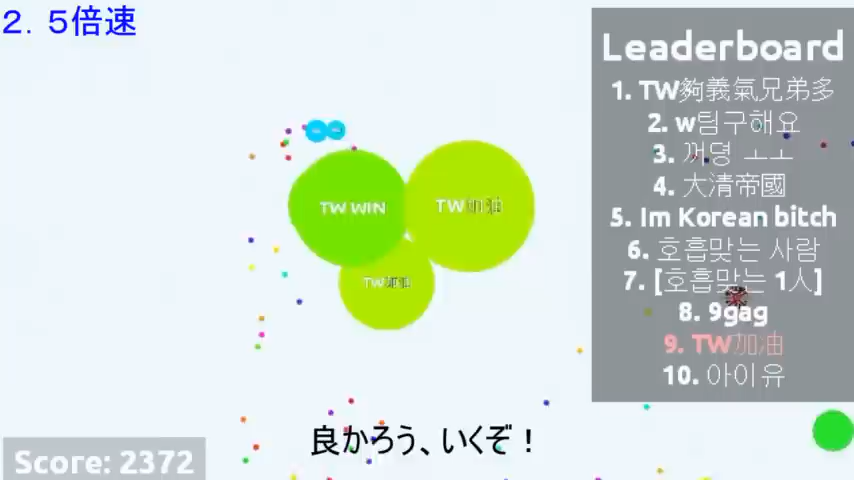 2．5倍速
Leaderboard
1. TW夠義氣兄弟多
2. w팀구해요
3. 꺼뎡 ㅗㅗ
4. 大清帝國
5. Im Korean bitch
6. 호흡맞는 사람
7. [호흡맞는 1人]
8. 9gag
9. TW加油
10. 아이유
TW WIN
TW加油
TW加油
良かろう、いくぞ！
Score: 2372